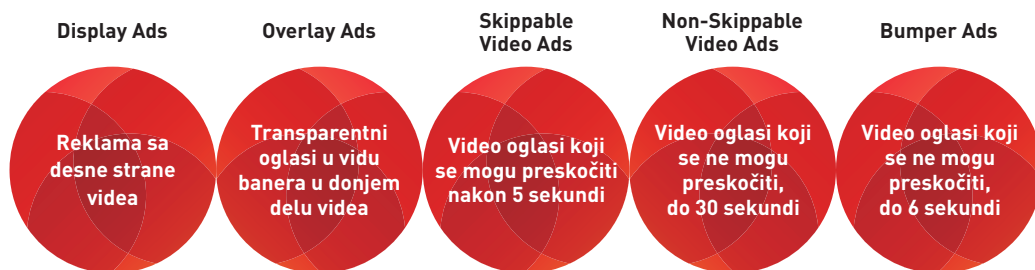 Display Ads
Overlay Ads
Skippable
Video Ads
Non-Skippable
Video Ads
Bumper Ads
Reklama sa
desne strane
videa
Transparentni
oglasi u vidu
banera u donjem
delu videa
Video oglasi koji
se mogu preskočiti
nakon 5 sekundi
Video oglasi koji
se ne mogu
preskočiti,
do 30 sekundi
Video oglasi koji
se ne mogu
preskočiti,
do 6 sekundi